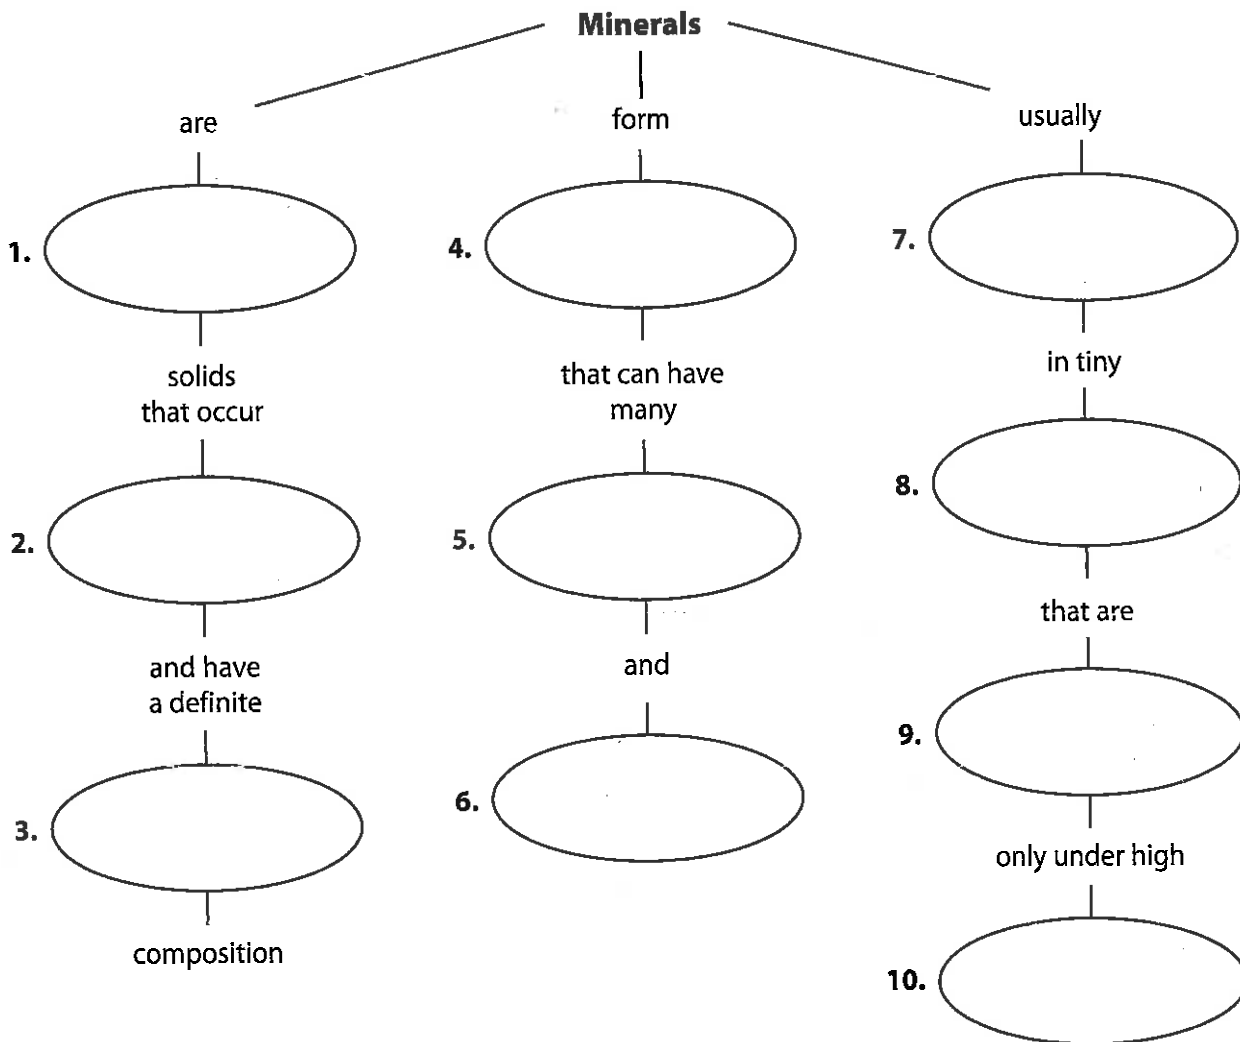 Minerals
are
form
usually
1.
4.
7.
solids
that occur
that can have
many
in tiny
2.
5.
8.
and have
a definite
and
that are
3.
6.
9.
composition
only under high
10.